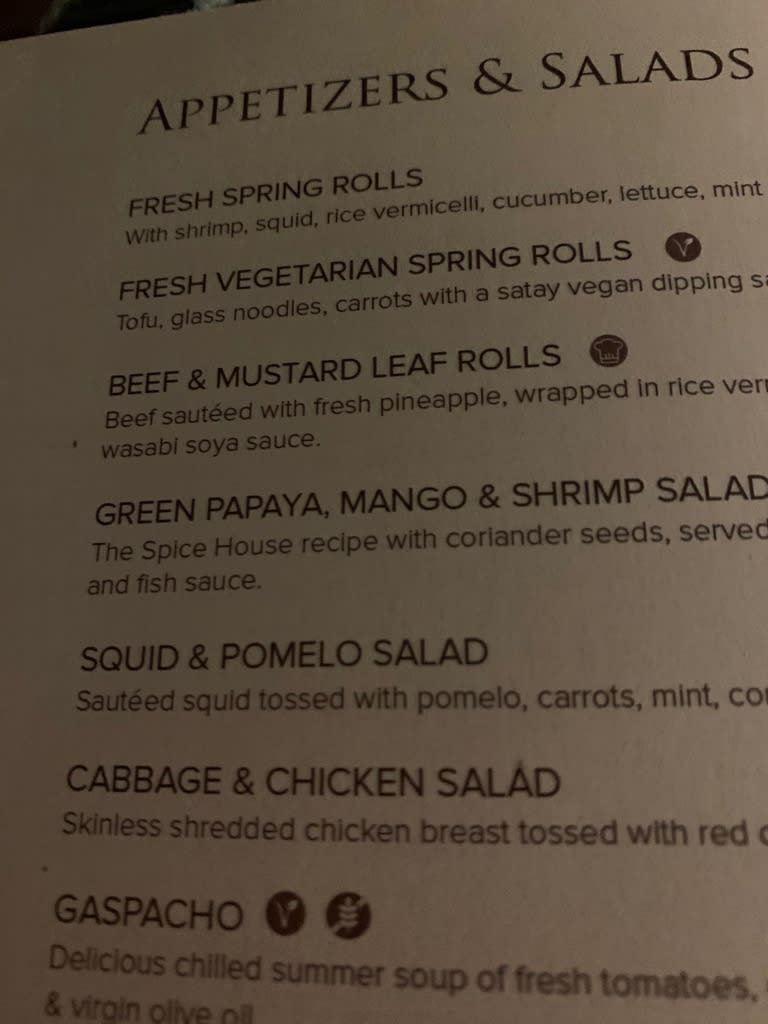 APPETIZERS & SALADS
FRESH SPRING ROLLS
With shrimp, squid, rice vermicelli, cucumber, lettuce, mint
FRESH VEGETARIAN SPRING ROLLS
Tofu, glass noodles, carrots with a satay vegan dipping
BEEF & MUSTARD LEAF ROLLS
Beef sautéed with fresh pineapple, wrapped in rice
wasabi soya sauce.
GREEN PAPAYA, MANGO & SHRIMP SALAD
The Spice House recipe with coriander seeds, served
and fish sauce.
SQUID & POMELO SALAD
Sautéed squid tossed with pomelo, carrots, mint,
CABBAGE & CHICKEN SALAD
Skinless shredded chicken breast tossed with red
GASPACHO
Delicious chilled summer soup of fresh tomatoes,
& virgin olive oil